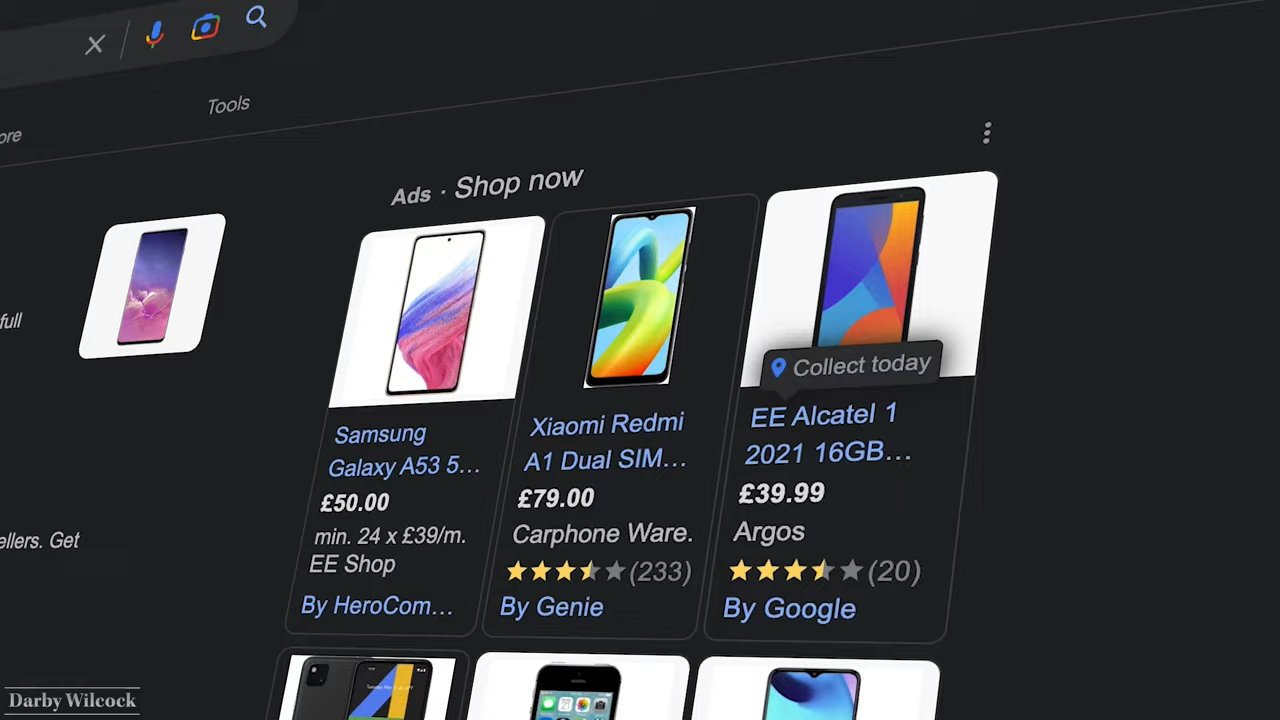 Tools
ore
Ads · Shop now
full
Collect today
Samsung
Galaxy A53 5...
£50.00
min. 24 x £39/m.
EE Shop
By HeroCom...
Xiaomi Redmi
A1 Dual SIM...
£79.00
Carphone Ware.
(233)
By Genie
EE Alcatel 1
2021 16GB...
£39.99
Argos
(20)
By Google
ellers. Get
Darby Wilcock